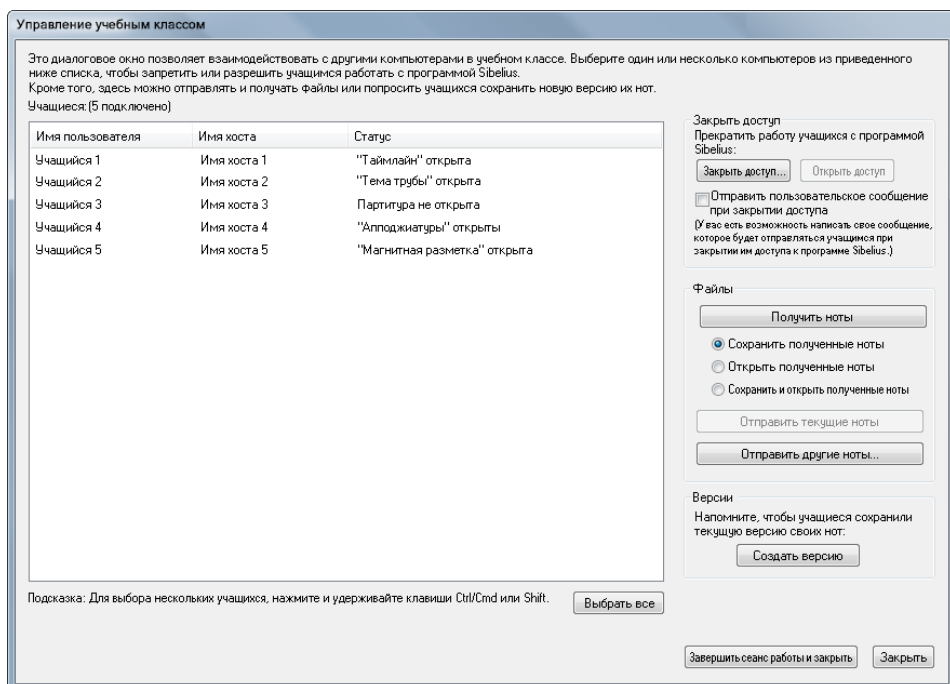 Управление учебным классом
Это диалоговое окно позволяет взаимодействовать с другими компьютерами в учебном классе. Выберите один или несколько компьютеров из приведенного
ниже списка, чтобы запретить или разрешить учащимся работать с программой Sibelius.
Кроме того, здесь можно отправлять и получать файлы или попросить учащихся сохранить новую версию их нот.
Учащиеся:(5 подключено)
Имя пользователя Имя хоста Статус
Учащийся 1 Имя хоста 1 "Таймлайн" открыта
Учащийся 2 Имя хоста 2 "Тема трубы" открыта
Учащийся 3 Имя хоста 3 Партитура не открыта
Учащийся 4 Имя хоста 4 "Апподжиатуры" открыты
Учащийся 5 Имя хоста 5 "Магнитная разметка" открыта
Подсказка: Для выбора нескольких учащихся, нажмите и удерживайте клавиши Ctrl/Cmd или Shift.
Выбрать все
Закрыть доступ
Прекратить работу учащихся с программой
Sibelius:
Закрыть доступ... Открыть доступ
Отправить пользовательское сообщение
при закрытии доступа
(У вас есть возможность написать свое сообщение,
которое будет отправляться учащимся при
закрытии им доступа к программе Sibelius.)
Файлы
Получить ноты
Сохранить полученные ноты
Открыть полученные ноты
Сохранить и открыть полученные ноты
Отправить текущие ноты
Отправить другие ноты...
Версии
Напомните, чтобы учащиеся сохранили
текущую версию своих нот:
Создать версию
Завершить сеанс работы и закрыть Закрыть